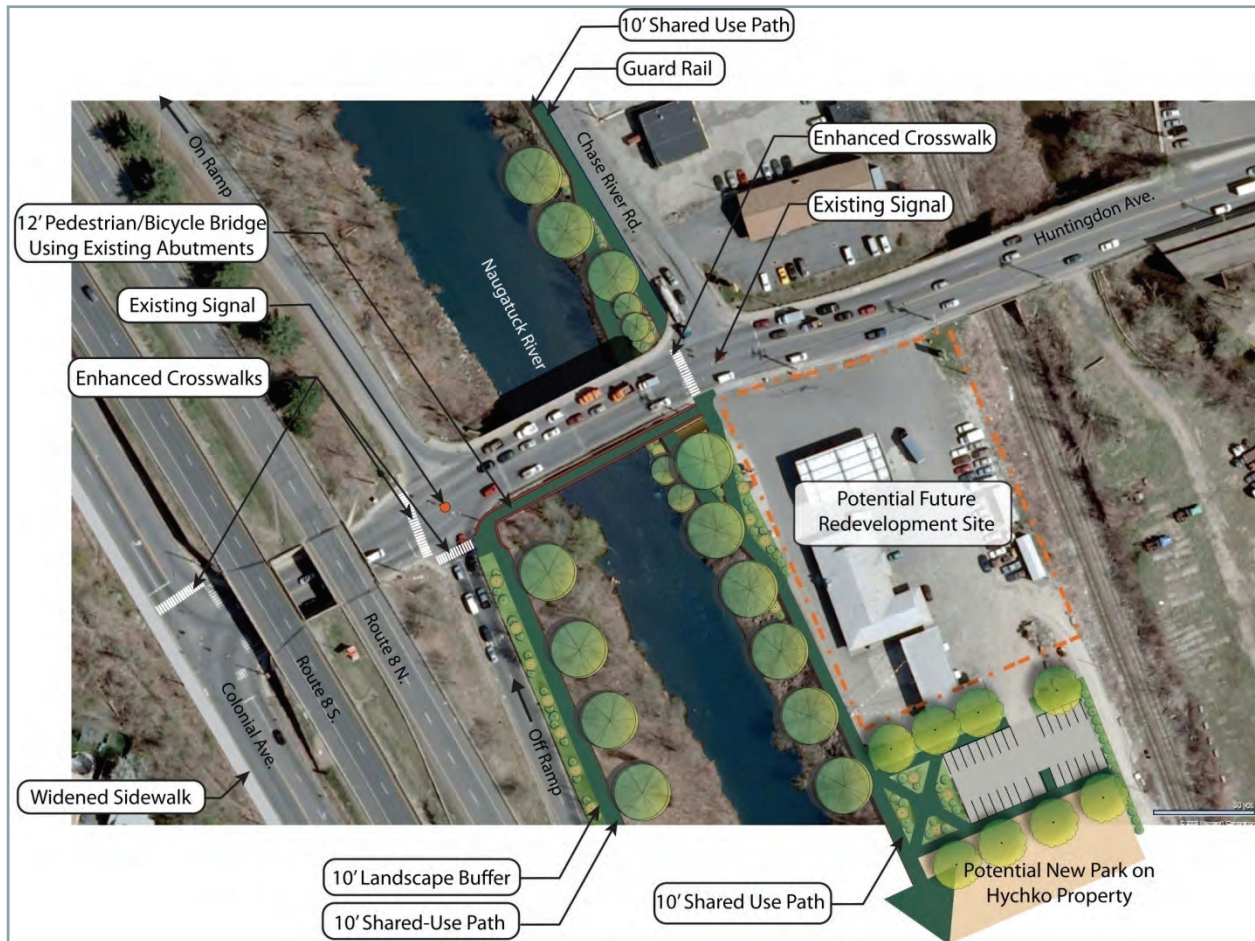 10' Shared Use Path
Guard Rail
Enhanced Crosswalk
Existing Signal
On Ramp
Chase River Rd.
Huntingdon Ave.
12' Pedestrian/Bicycle Bridge
Using Existing Abutments
Naugatuck River
Existing Signal
Enhanced Crosswalks
Potential Future
Redevelopment Site
Route 8 N.
Route 8 S.
Colonial Ave.
Off Ramp
Widened Sidewalk
30 yds
10' Landscape Buffer
10' Shared-Use Path
10' Shared Use Path
Potential New Park on
Hychko Property